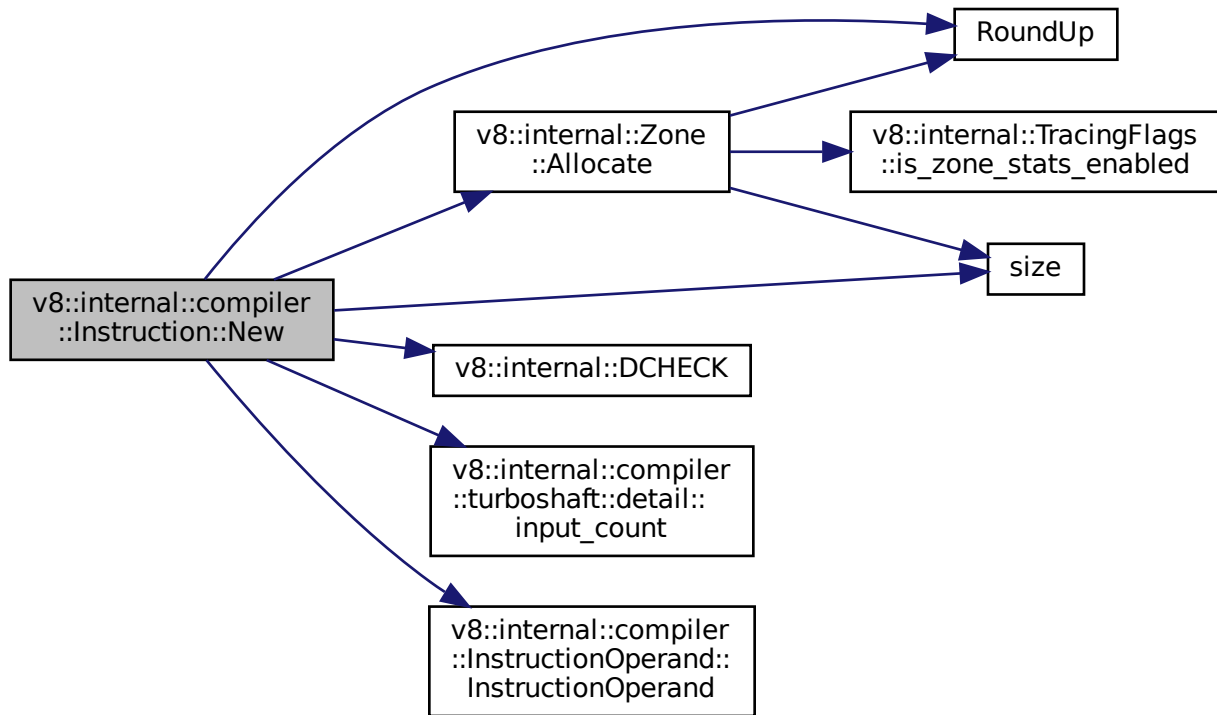 RoundUp
v8::internal::Zone
::Allocate
v8::internal::TracingFlags
::is_zone_stats_enabled
size
v8::internal::compiler
::Instruction::New
v8::internal::DCHECK
v8::internal::compiler
::turboshaft::detail::
input_count
v8::internal::compiler
::InstructionOperand::
InstructionOperand